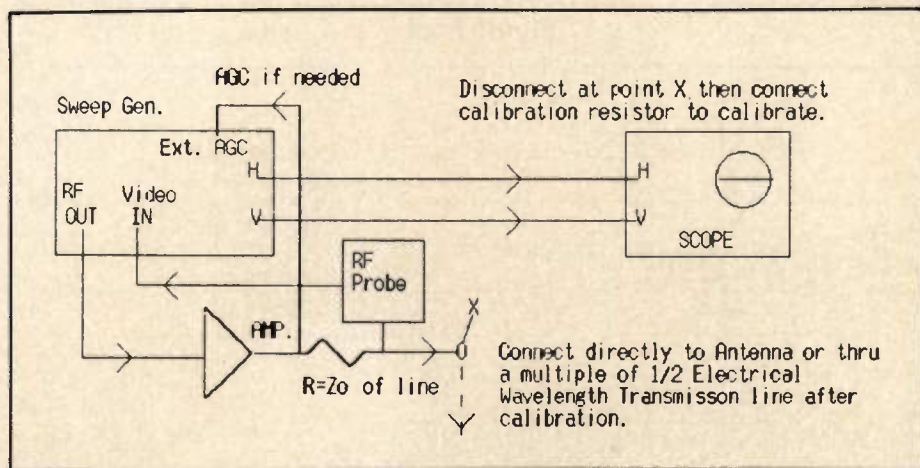 AGC if needed
Disconnect at point X, then connect
calibration resistor to calibrate.
Sweep Gen.
Ext. AGC
H
V
RF
OUT
Video
IN
H
V
SCOPE
RF
Probe
AMP.
X
R=Zo of line
Connect directly to Antenna or thru
a multiple of 1/2 Electrical
Wavelength Transmisson line after
calibration.